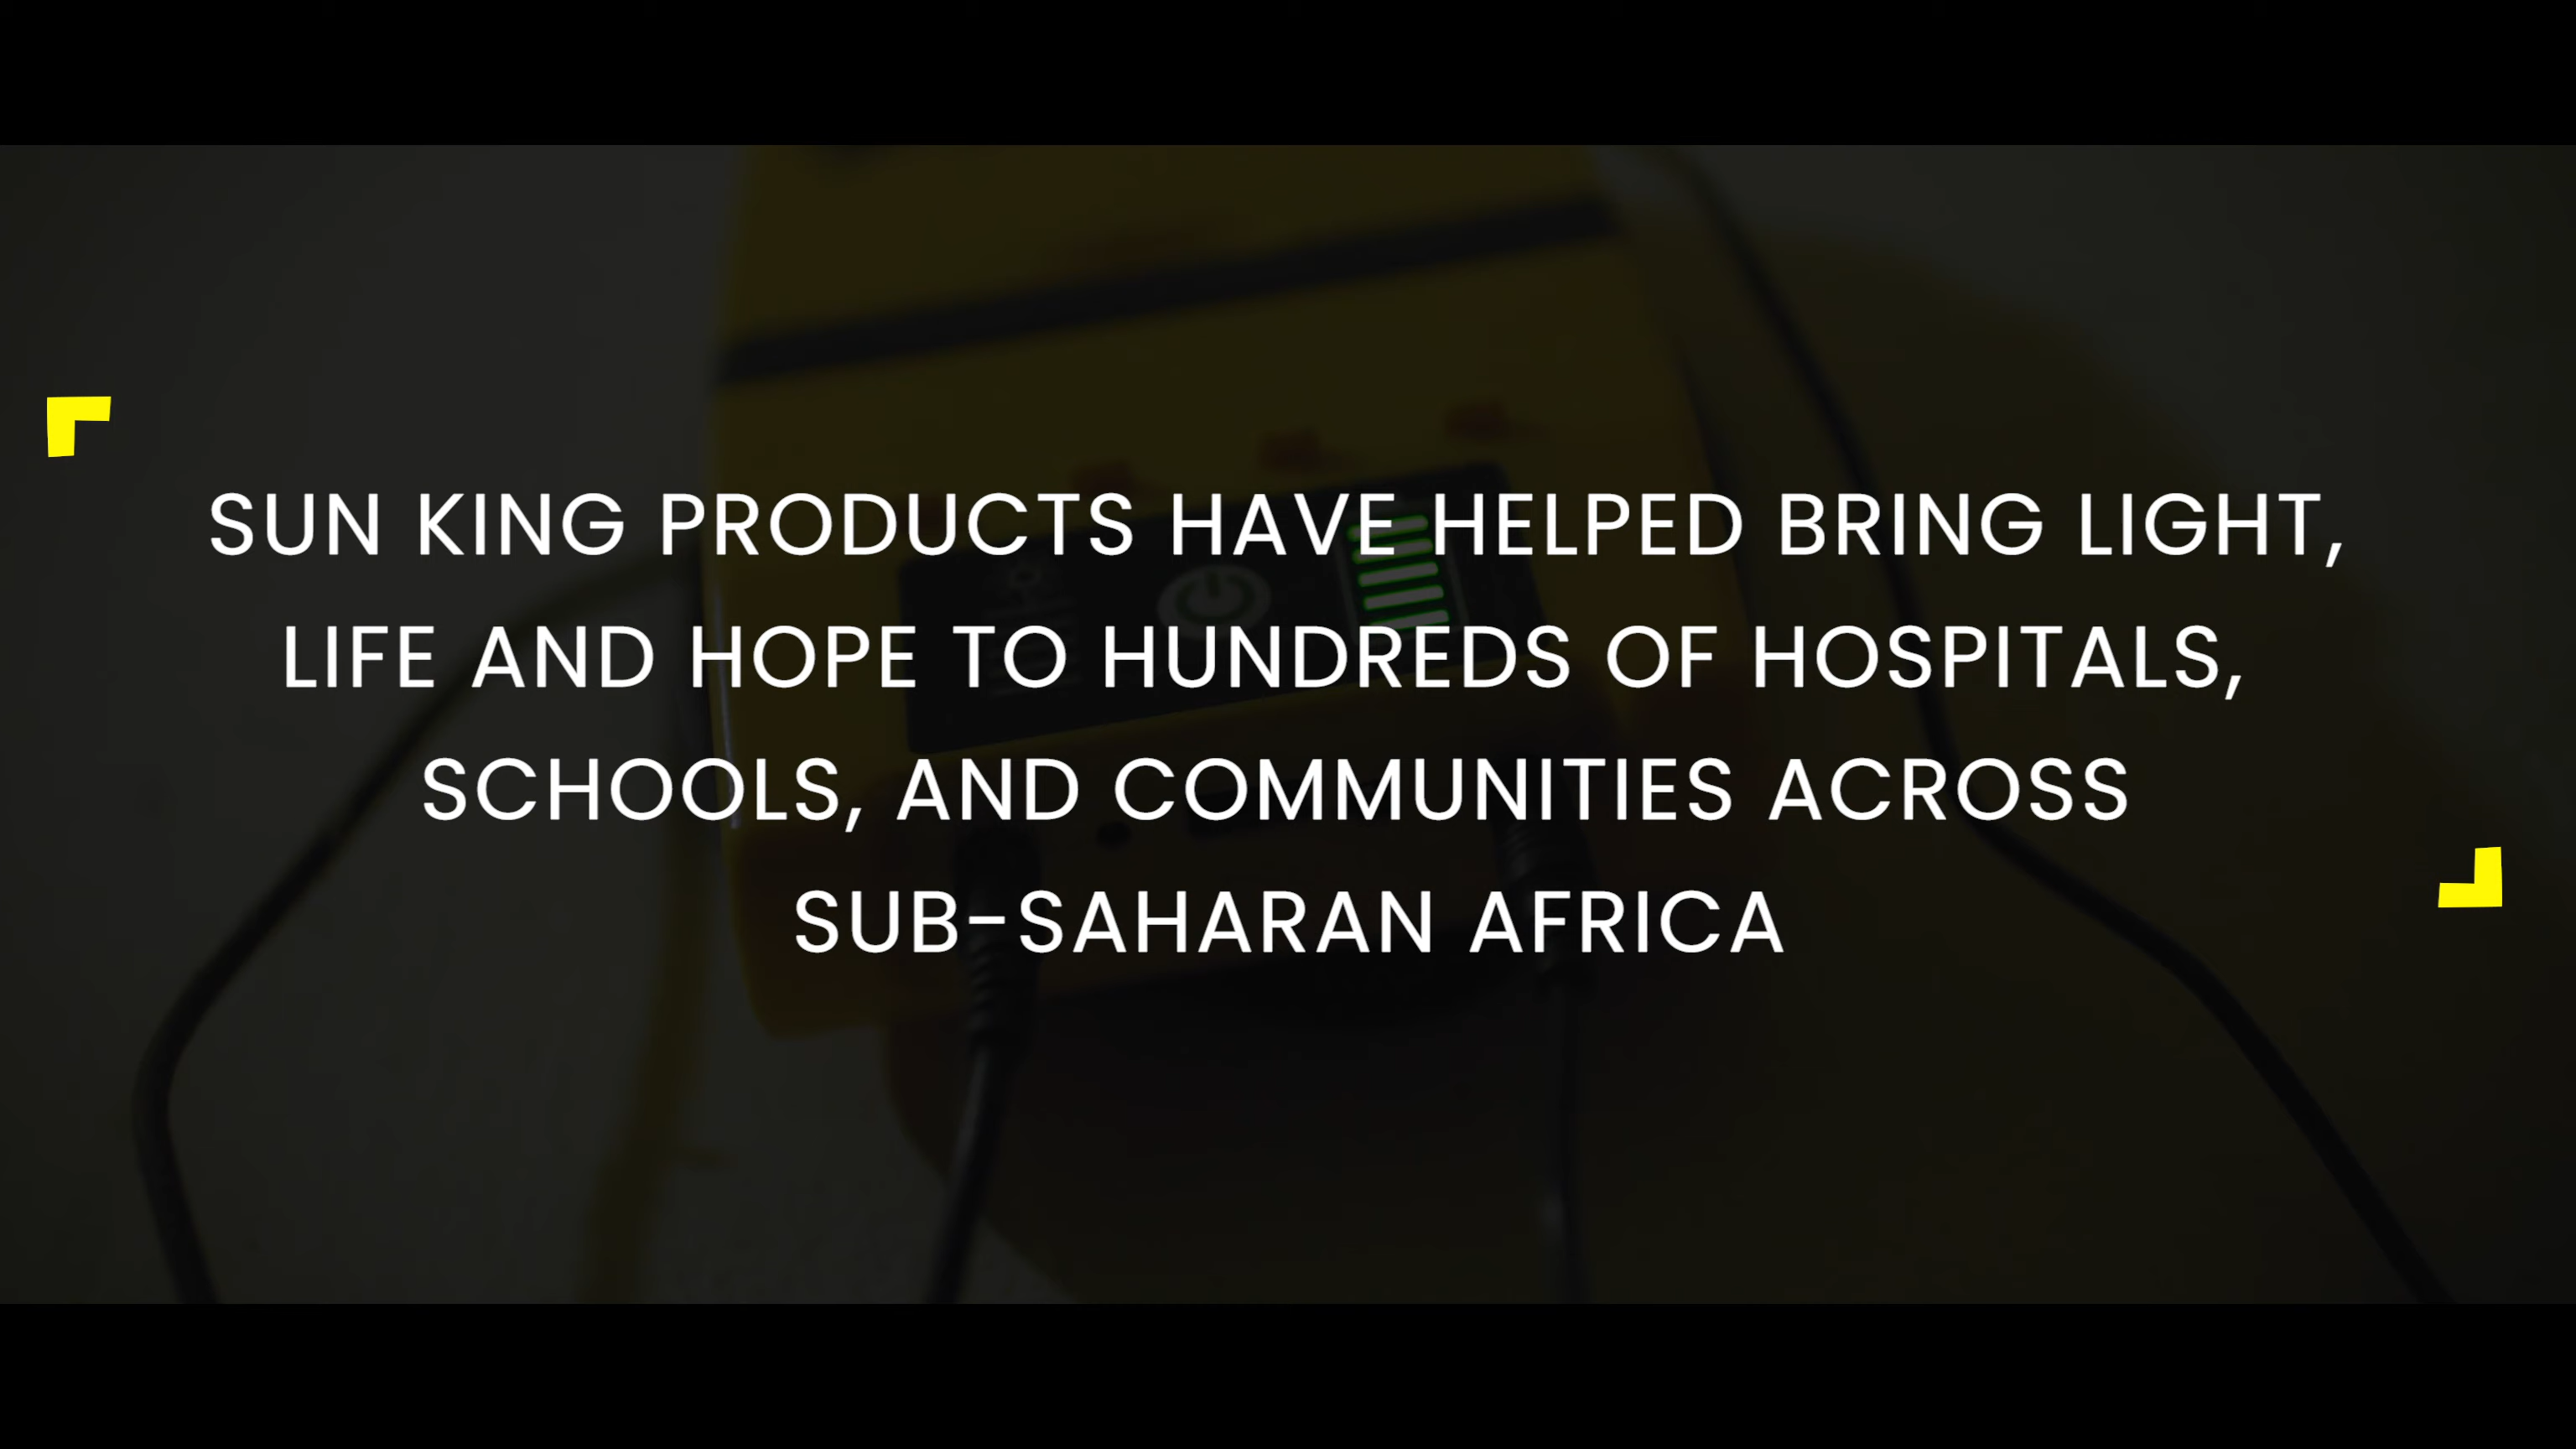 SUN KING PRODUCTS HAVE HELPED BRING LIGHT,
LIFE AND HOPE TO HUNDREDS OF HOSPITALS,
SCHOOLS, AND COMMUNITIES ACROSS
SUB-SAHARAN AFRICA